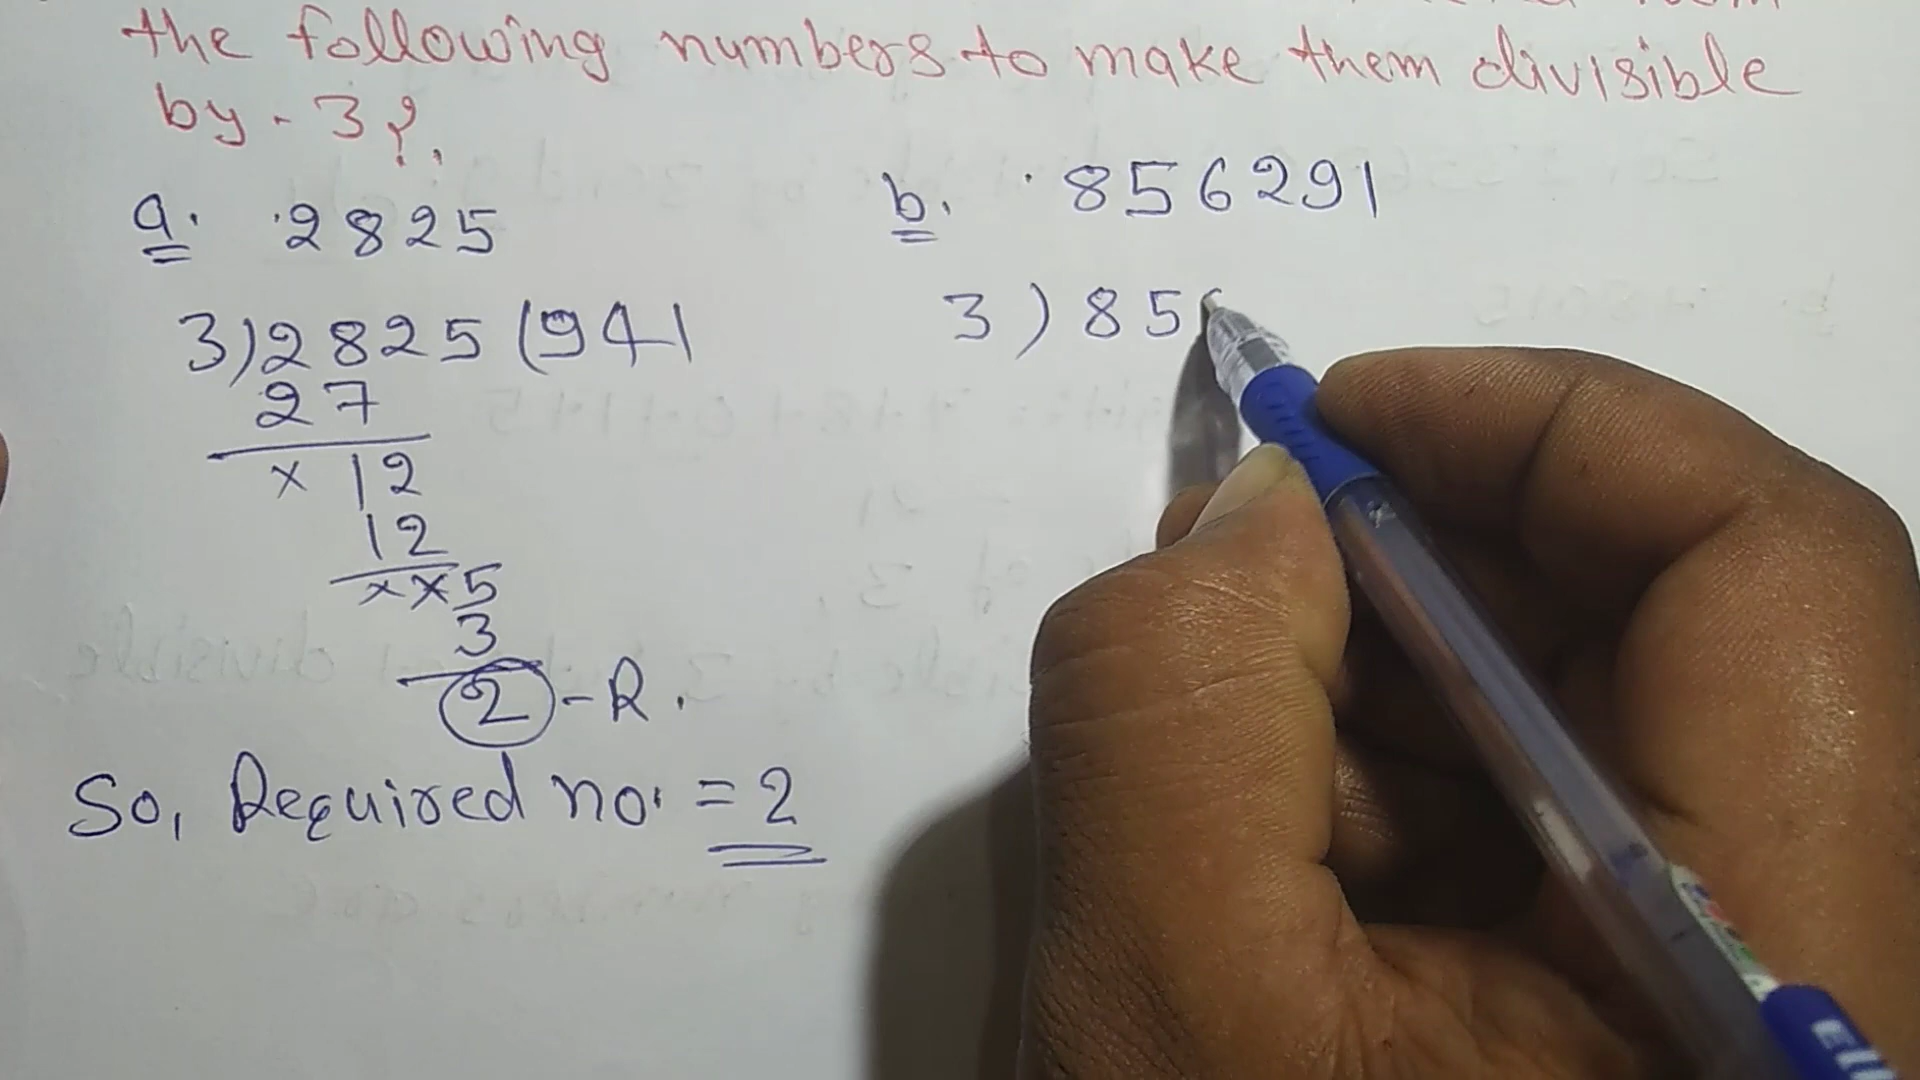 the following numbers to make them divisible
by - 3?.
a. 2825
3)2825(941
27
x 12
12
x x 5
3
2 - R.
So, Required no. = 2
b. 856291
3 ) 85